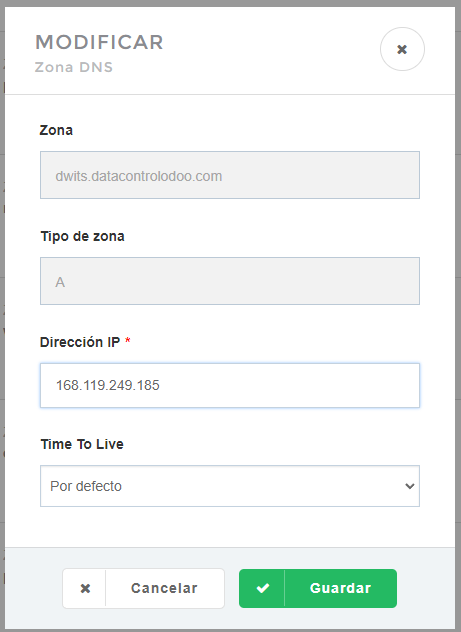 MODIFICAR
Zona DNS
Zona
dwits.datacontrolodoo.com
Tipo de zona
A
Dirección IP *
168.119.249.185
Time To Live
Por defecto
Cancelar
Guardar